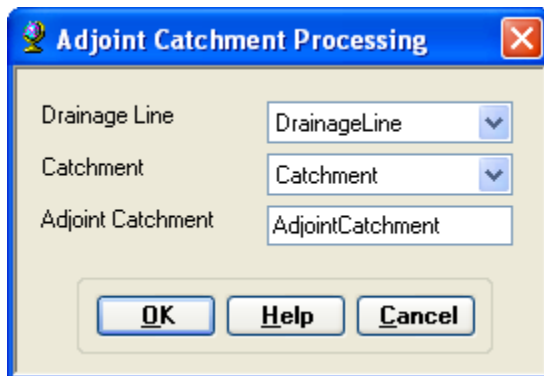 Adjoint Catchment Processing
Drainage Line DrainageLine
Catchment Catchment
Adjoint Catchment AdjointCatchment
OK Help Cancel